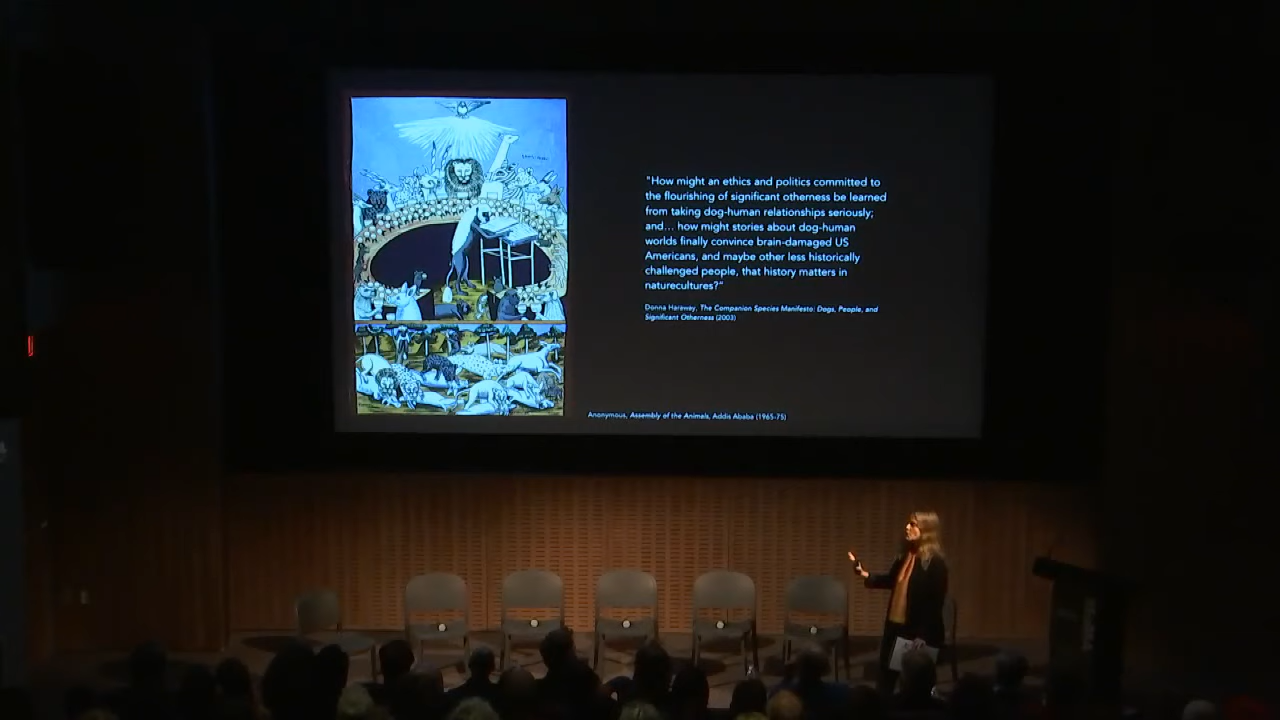 "How might an ethics and politics committed to
the flourishing of significant otherness be learned
from taking dog-human relationships seriously;
and... how might stories about dog-human
worlds finally convince brain-damaged US
Americans, and maybe other less historically
challenged people, that history matters in
naturecultures?"
Donna Haraway, The Companion Species Manifesto: Dogs, People, and
Significant Otherness (2003)
Anonymous, Assembly of the Animals, Addis Ababa (1965-75)